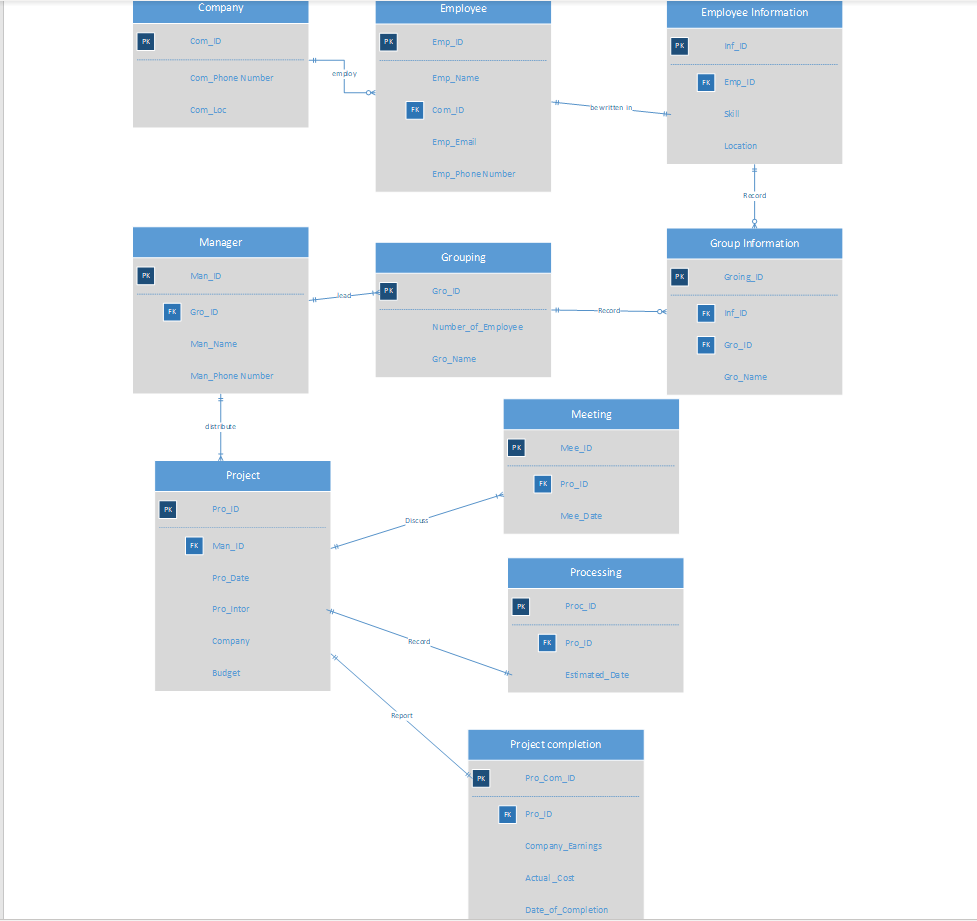 Company
PK Com_ID
Com_Phone Number
Com_Loc
employ
Employee
PK Emp_ID
Emp_Name
FK Com_ID
Emp_Email
Emp_PhoneNumber
be written in
Employee Information
PK Inf_ID
FK Emp_ID
Skill
Location
Record
Manager
PK Man_ID
FK Gro_ID
Man_Name
Man_Phone Number
lead
Grouping
PK Gro_ID
Number_of_Employee
Gro_Name
Record
Group Information
PK Groing_ID
FK Inf_ID
FK Gro_ID
Gro_Name
distribute
Project
PK Pro_ID
FK Man_ID
Pro_Date
Pro_Intor
Company
Budget
Discuss
Meeting
PK Mee_ID
FK Pro_ID
Mee_Date
Record
Processing
PK Proc_ID
FK Pro_ID
Estimated_Date
Report
Project completion
PK Pro_Com_ID
FK Pro_ID
Company_Earnings
Actual_Cost
Date_of_Completion